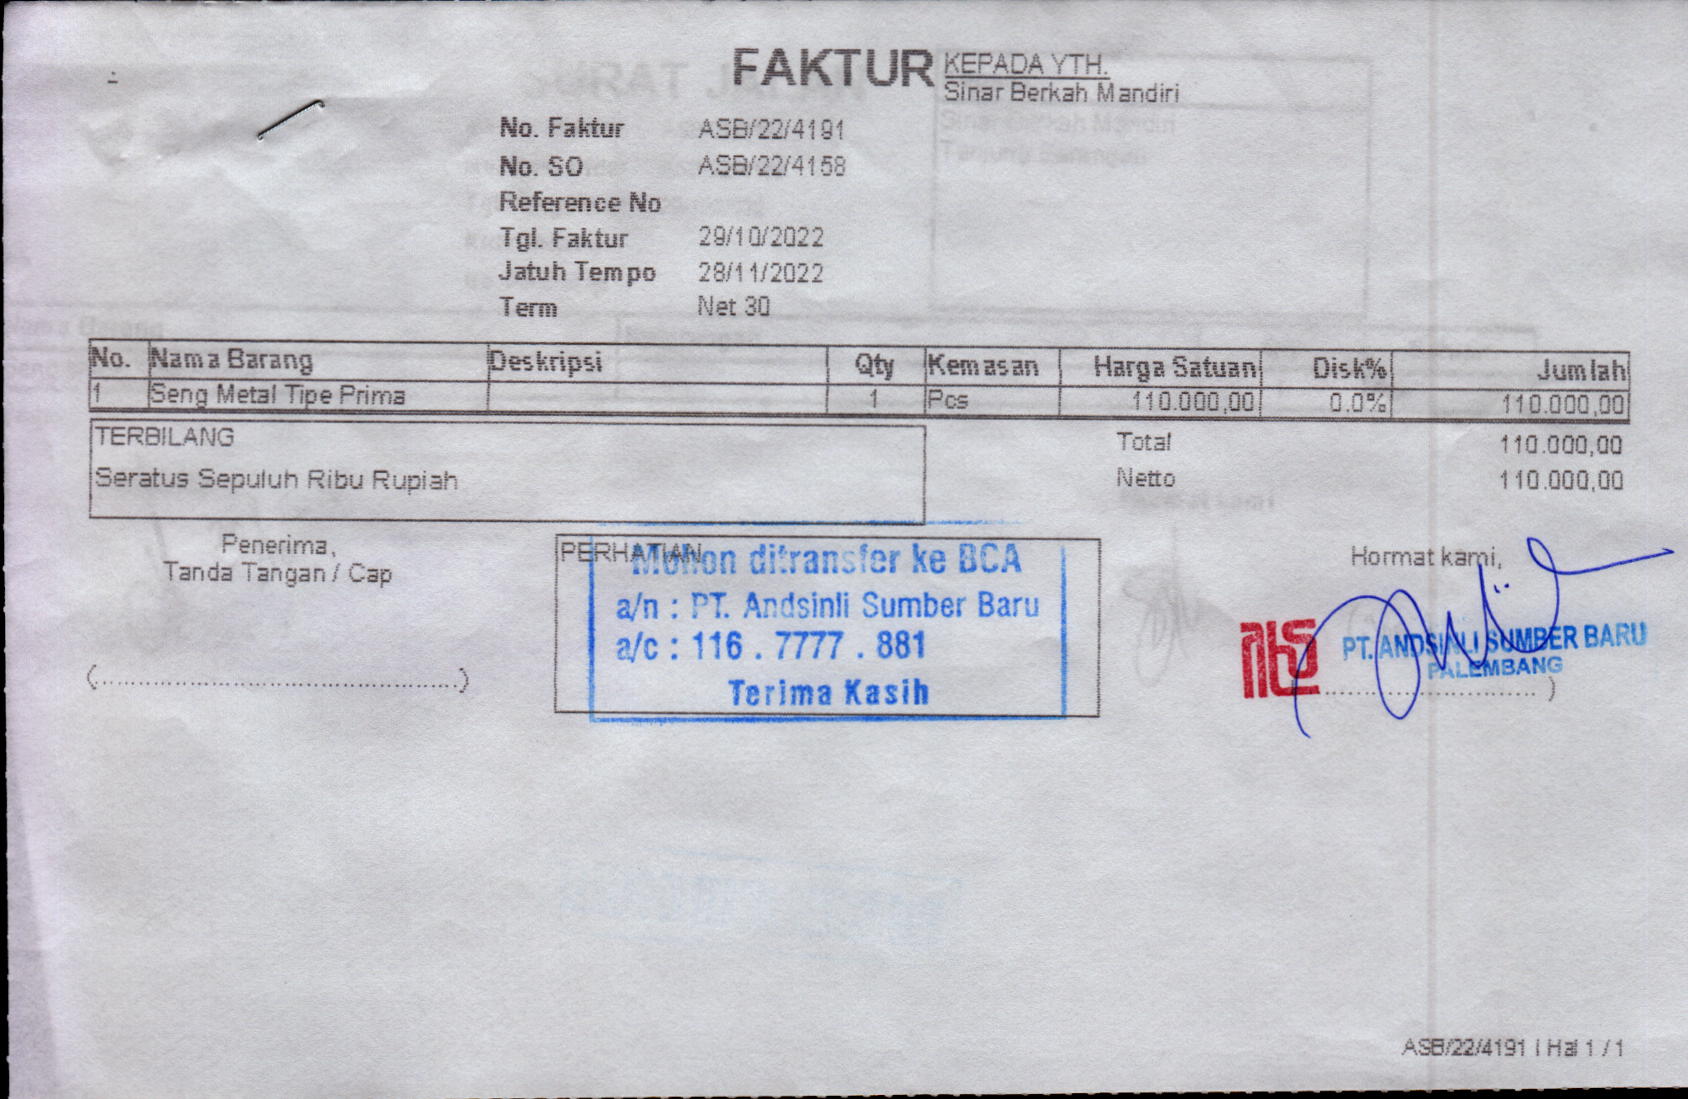 FAKTUR
KEPADA YTH.
Sinar Berkah Mandiri
No. Faktur ASB/22/4191
No. SO ASB/22/4158
Reference No
Tgl. Faktur 29/10/2022
Jatuh Tempo 28/11/2022
Term Net 30
No. Nama Barang Deskripsi Qty Kemasan Harga Satuan Disk% Jumlah
1 Seng Metal Tipe Prima 1 Pcs 110.000,00 0.0% 110.000,00
TERBILANG
Seratus Sepuluh Ribu Rupiah
Total 110.000,00
Netto 110.000,00
Penerima,
Tanda Tangan / Cap
(..................................................)
PERHATIAN
Mohon ditransfer ke BCA
a/n : PT. Andsinli Sumber Baru
a/c : 116 . 7777 . 881
Terima Kasih
Hormat kami,
PT. ANDSINLI SUMBER BARU
PALEMBANG
ASB/22/4191 | Hal 1 / 1